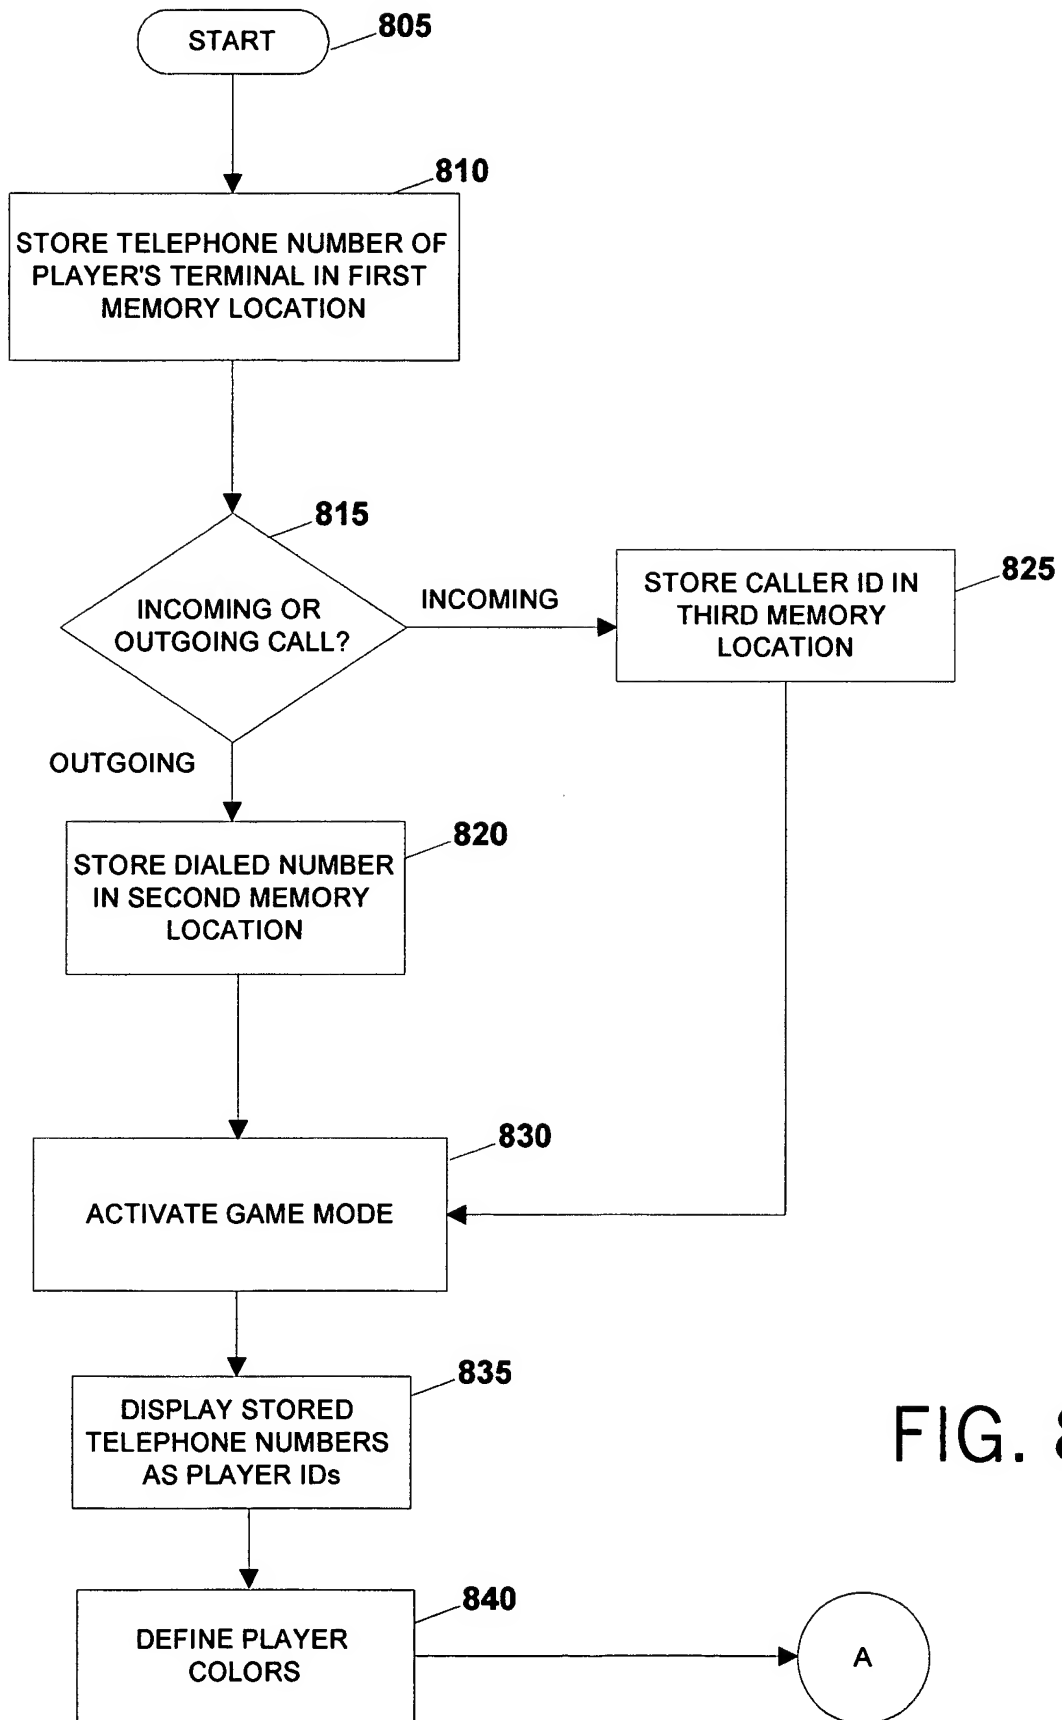 START
805
810
STORE TELEPHONE NUMBER OF
PLAYER'S TERMINAL IN FIRST
MEMORY LOCATION
815
INCOMING OR
OUTGOING CALL?
INCOMING
STORE CALLER ID IN
THIRD MEMORY
LOCATION
825
OUTGOING
820
STORE DIALED NUMBER
IN SECOND MEMORY
LOCATION
830
ACTIVATE GAME MODE
835
DISPLAY STORED
TELEPHONE NUMBERS
AS PLAYER IDs
FIG. 8
840
DEFINE PLAYER
COLORS
A